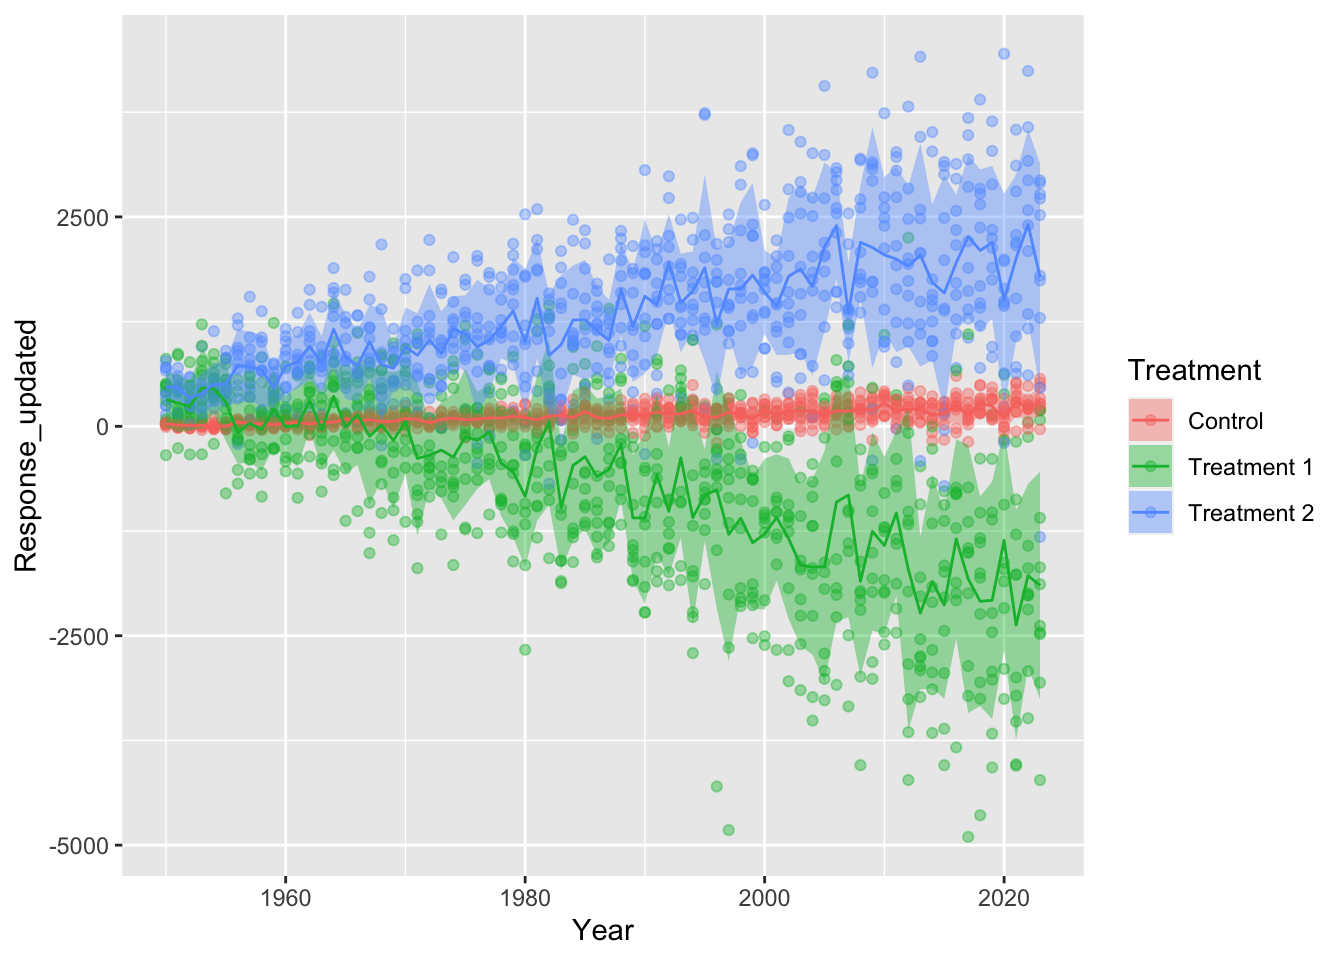 Response_updated
2500
0
-2500
-5000
1960
1980
2000
2020
Year
Treatment
Control
Treatment 1
Treatment 2